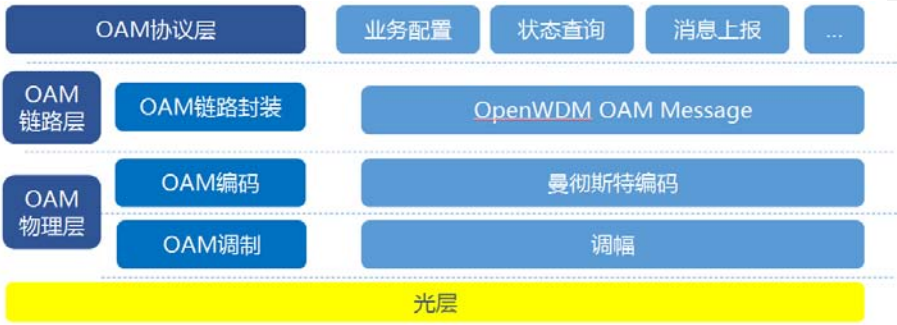 OAM协议层 业务配置 状态查询 消息上报 ...
OAM
链路层
OAM链路封装 OpenWDM OAM Message
OAM
物理层
OAM编码 曼彻斯特编码
OAM调制 调幅
光层